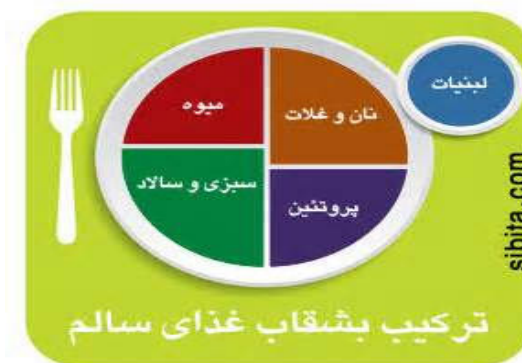 لبنیات
نان و غلات
میوه
سبزی و سالاد
پروتئین
ترکیب بشقاب غذای سالم
sibita.com